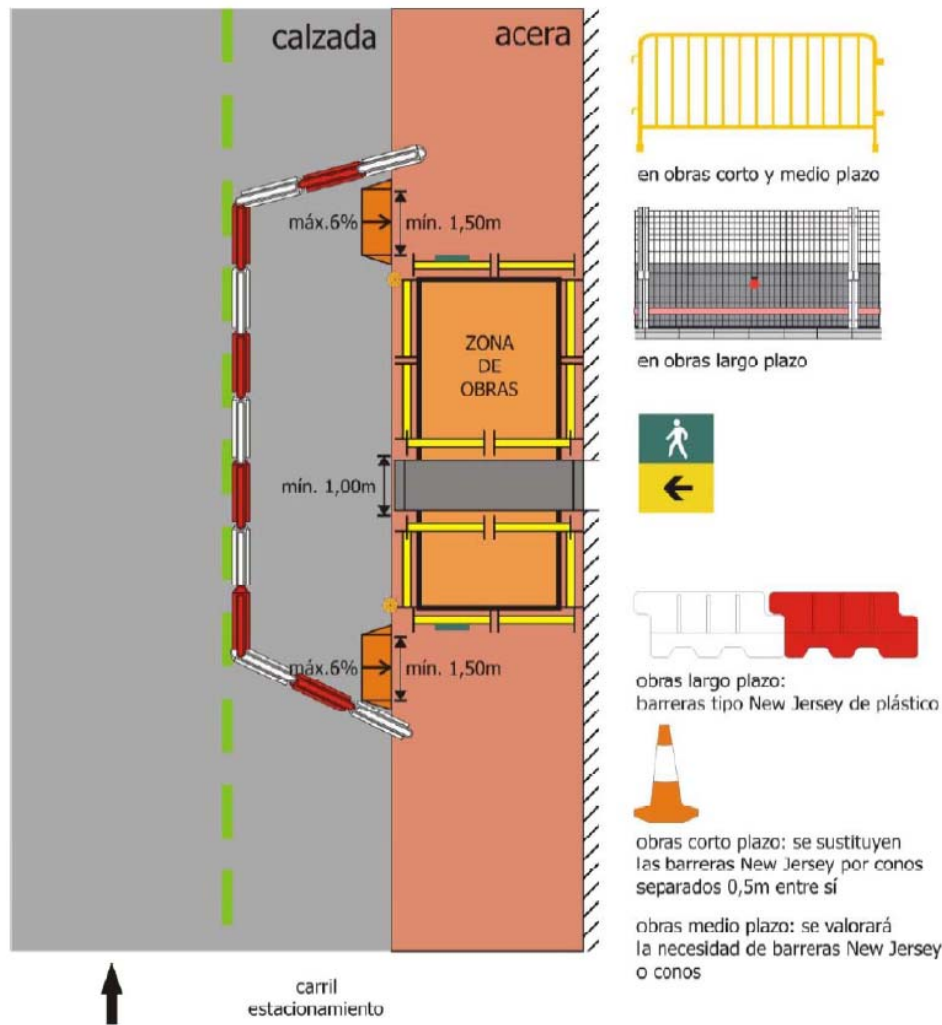 calzada
acera
máx.6%
mín. 1,50m
ZONA
DE
OBRAS
mín. 1,00m
máx.6%
mín. 1,50m
carril
estacionamiento
en obras corto y medio plazo
en obras largo plazo
obras largo plazo:
barreras tipo New Jersey de plástico
obras corto plazo: se sustituyen
las barreras New Jersey por conos
separados 0,5m entre sí
obras medio plazo: se valorará
la necesidad de barreras New Jersey
o conos